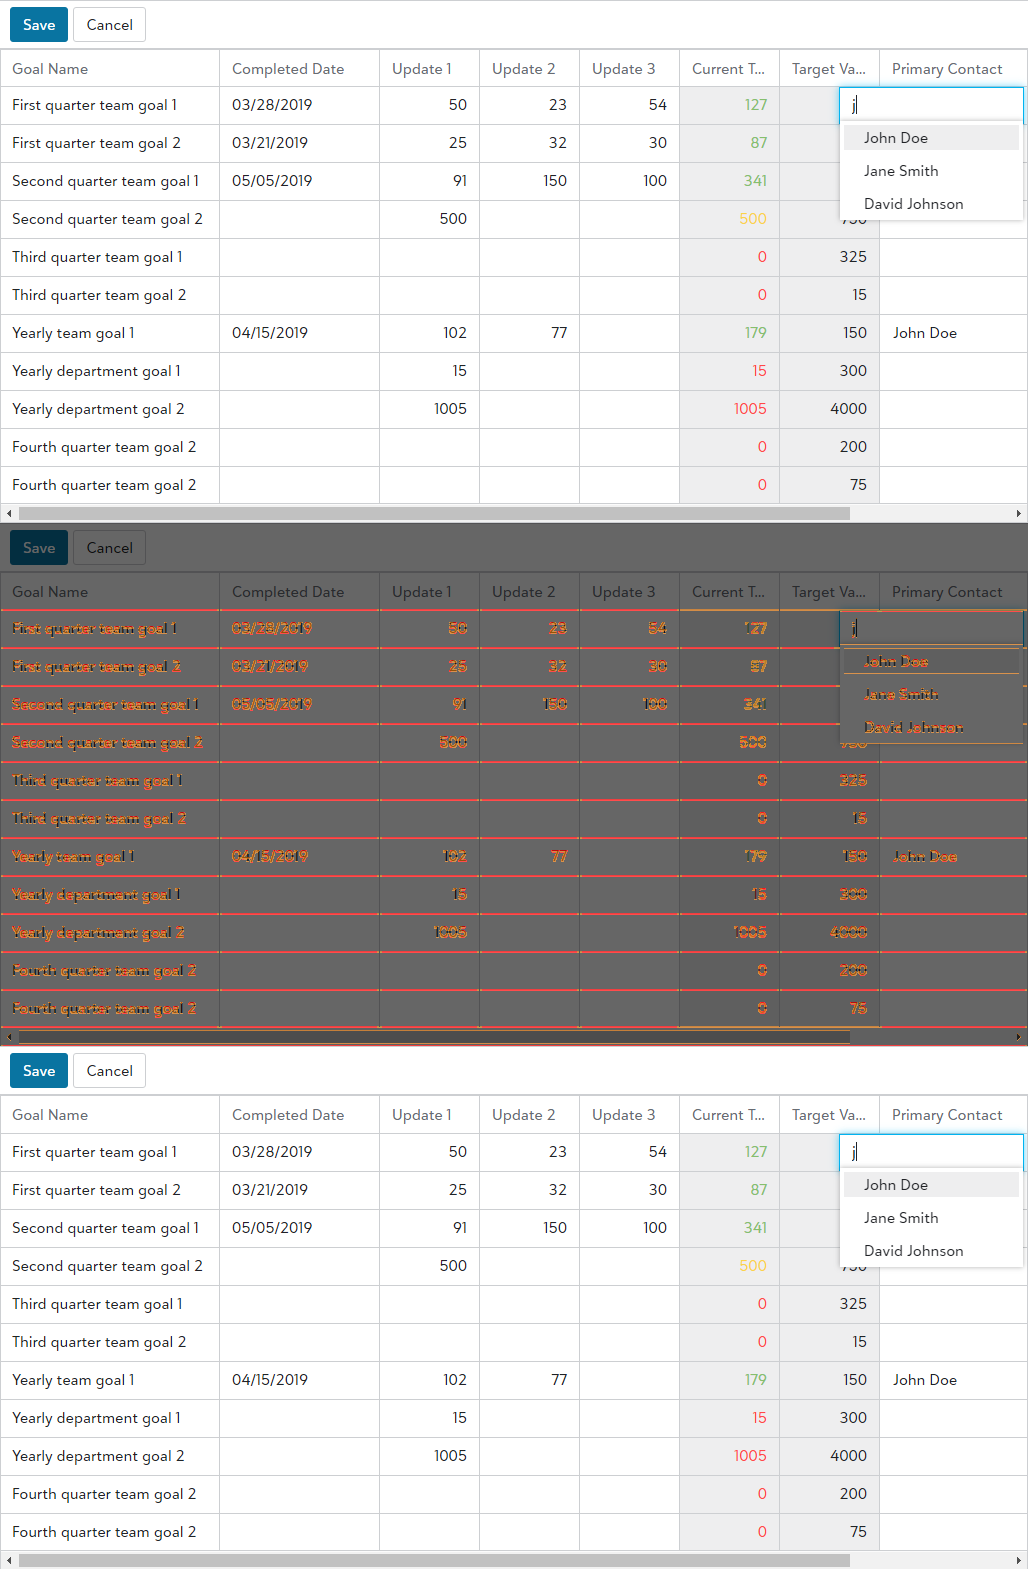 Save Cancel
Goal Name Completed Date Update 1 Update 2 Update 3 Current T... Target Va... Primary Contact
First quarter team goal 1 03/28/2019 50 23 54 127 j
First quarter team goal 2 03/21/2019 25 32 30 87 John Doe
Second quarter team goal 1 05/05/2019 91 150 100 341 Jane Smith
David Johnson
Second quarter team goal 2 500 500 750
Third quarter team goal 1 0 325
Third quarter team goal 2 0 15
Yearly team goal 1 04/15/2019 102 77 179 150 John Doe
Yearly department goal 1 15 15 300
Yearly department goal 2 1005 1005 4000
Fourth quarter team goal 2 0 200
Fourth quarter team goal 2 0 75
Save Cancel
Goal Name Completed Date Update 1 Update 2 Update 3 Current T... Target Va... Primary Contact
First quarter team goal 1 03/28/2019 50 23 54 127 j
First quarter team goal 2 03/21/2019 25 32 30 87 John Doe
Second quarter team goal 1 05/05/2019 91 150 100 341 Jane Smith
David Johnson
Second quarter team goal 2 500 500 750
Third quarter team goal 1 0 325
Third quarter team goal 2 0 15
Yearly team goal 1 04/15/2019 102 77 179 150 John Doe
Yearly department goal 1 15 15 300
Yearly department goal 2 1005 1005 4000
Fourth quarter team goal 2 0 200
Fourth quarter team goal 2 0 75
Save Cancel
Goal Name Completed Date Update 1 Update 2 Update 3 Current T... Target Va... Primary Contact
First quarter team goal 1 03/28/2019 50 23 54 127 j
First quarter team goal 2 03/21/2019 25 32 30 87 John Doe
Second quarter team goal 1 05/05/2019 91 150 100 341 Jane Smith
David Johnson
Second quarter team goal 2 500 500 750
Third quarter team goal 1 0 325
Third quarter team goal 2 0 15
Yearly team goal 1 04/15/2019 102 77 179 150 John Doe
Yearly department goal 1 15 15 300
Yearly department goal 2 1005 1005 4000
Fourth quarter team goal 2 0 200
Fourth quarter team goal 2 0 75